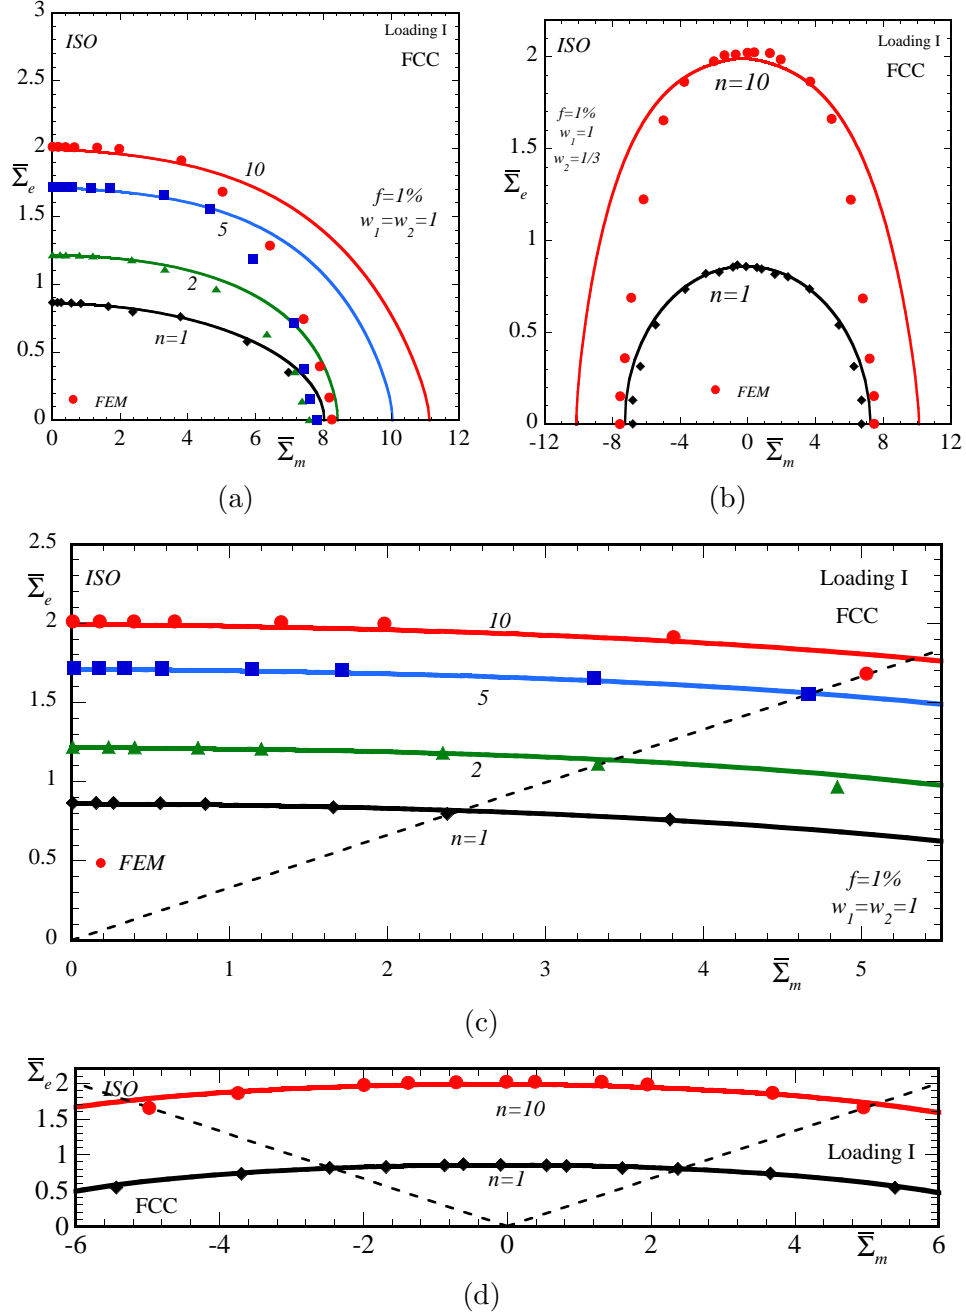 3
ISO
Loading I
FCC
2.5
2
10
Σ̅e
1.5
5
f=1%
w1=w2=1
2
1
n=1
0.5
FEM
0
0 2 4 6 8 10 12
Σ̅m
(a)
ISO
Loading I
FCC
2
n=10
f=1%
w1=1
w2=1/3
1.5
Σ̅e
1
n=1
0.5
FEM
0
-12 -8 -4 0 4 8 12
Σ̅m
(b)
2.5
ISO
Loading I
Σ̅e
FCC
2
10
1.5
5
2
1
n=1
FEM
0.5
f=1%
w1=w2=1
0
0 1 2 3 4 5
Σ̅m
(c)
Σ̅e
2
ISO
n=10
1.5
Loading I
1
n=1
0.5
FCC
0
-6 -4 -2 0 2 4 6
Σ̅m
(d)